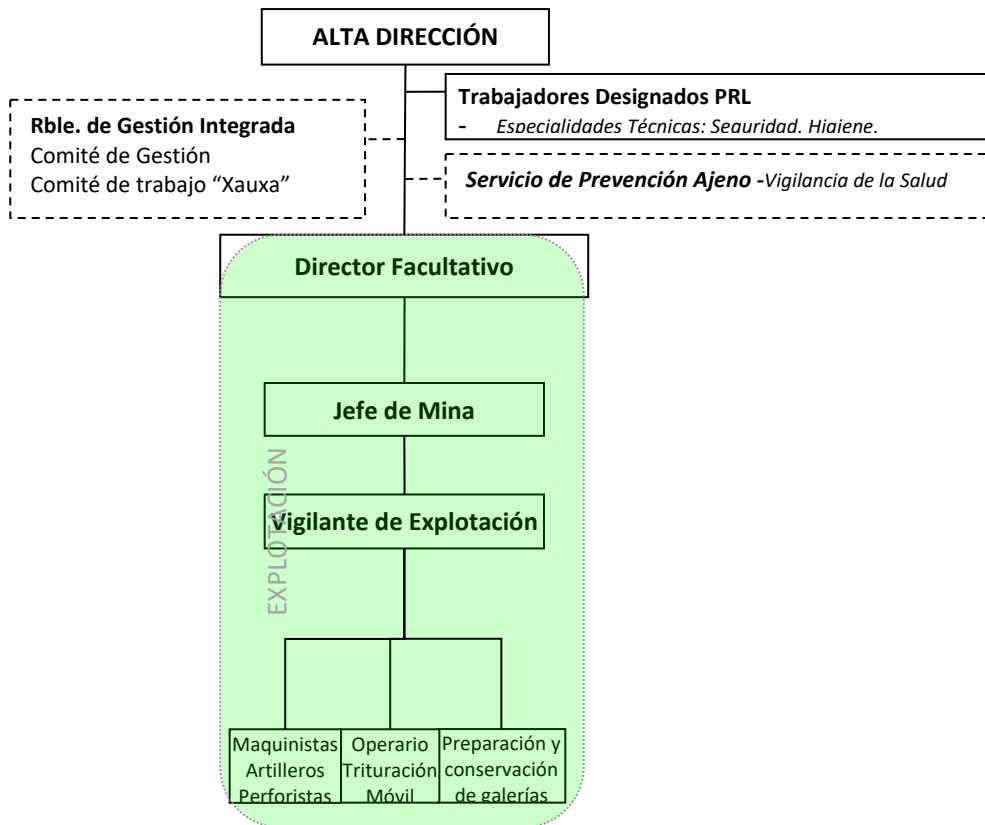 ALTA DIRECCIÓN
Trabajadores Designados PRL
- Especialidades Técnicas: Seguridad, Higiene,
Rble. de Gestión Integrada
Comité de Gestión
Comité de trabajo “Xauxa”
Servicio de Prevención Ajeno -Vigilancia de la Salud
Director Facultativo
Jefe de Mina
Vigilante de Explotación
EXPLOTACIÓN
Maquinistas
Artilleros
Perforistas
Operario
Trituración
Móvil
Preparación y
conservación
de galerías